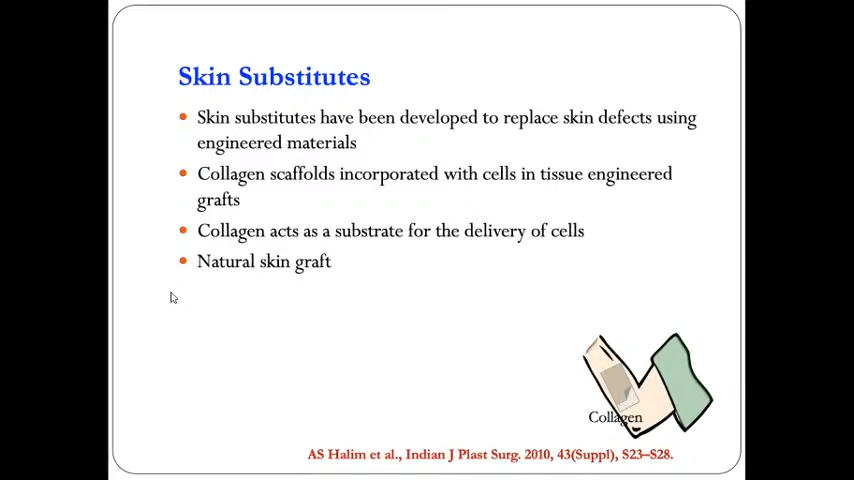 Skin Substitutes
Skin substitutes have been developed to replace skin defects using
engineered materials
Collagen scaffolds incorporated with cells in tissue engineered
grafts
Collagen acts as a substrate for the delivery of cells
Natural skin graft
Collagen
AS Halim et al., Indian J Plast Surg. 2010, 43(Suppl), S23–S28.